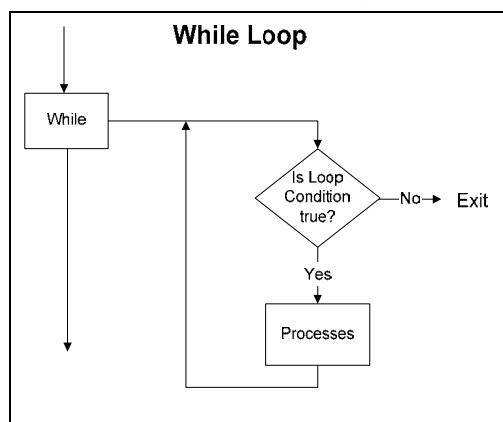 While Loop
While
Is Loop
Condition
true?
No
Exit
Yes
Processes